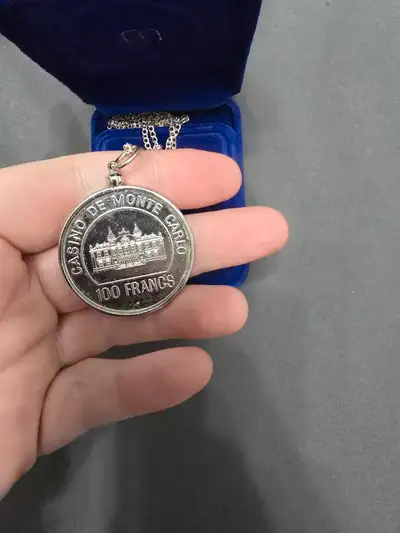 CASINO DE MONTE CARLO
100 FRANCS